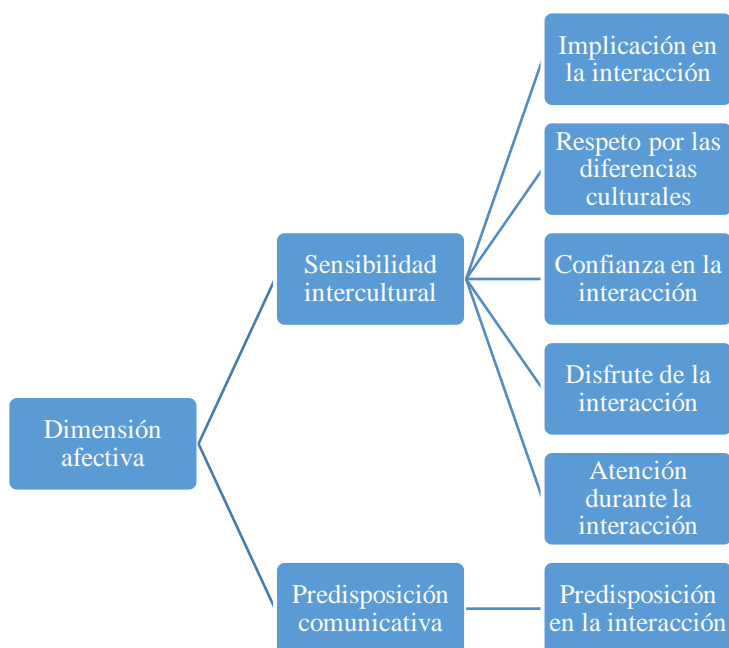 Dimensión
afectiva
Sensibilidad
intercultural
Implicación en
la interacción
Respeto por las
diferencias
culturales
Confianza en la
interacción
Disfrute de la
interacción
Atención
durante la
interacción
Predisposición
comunicativa
Predisposición
en la interacción